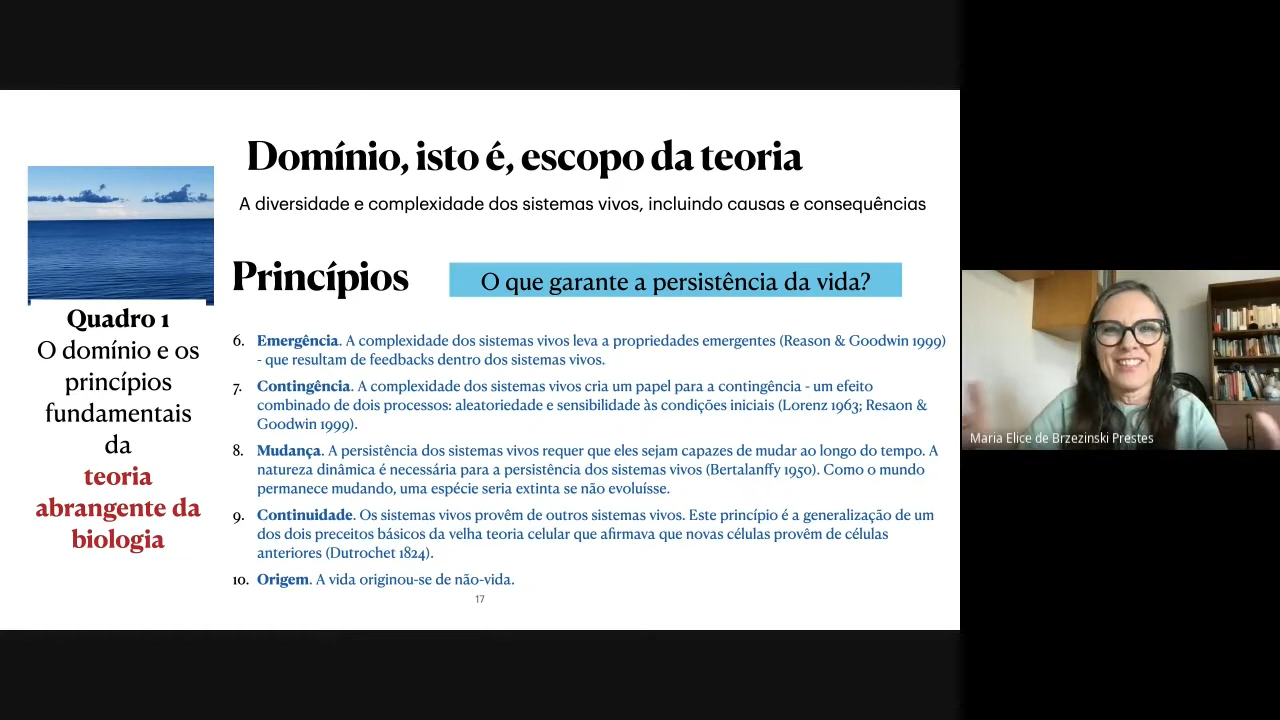 Domínio, isto é, escopo da teoria
A diversidade e complexidade dos sistemas vivos, incluindo causas e consequências
Princípios
O que garante a persistência da vida?
Quadro 1
O domínio e os
princípios
fundamentais
da
teoria
abrangente da
biologia
6. Emergência. A complexidade dos sistemas vivos leva a propriedades emergentes (Reason & Goodwin 1999)
- que resultam de feedbacks dentro dos sistemas vivos.
7. Contingência. A complexidade dos sistemas vivos cria um papel para a contingência - um efeito
combinado de dois processos: aleatoriedade e sensibilidade às condições iniciais (Lorenz 1963; Resaon &
Goodwin 1999).
8. Mudança. A persistência dos sistemas vivos requer que eles sejam capazes de mudar ao longo do tempo. A
natureza dinâmica é necessária para a persistência dos sistemas vivos (Bertalanffy 1950). Como o mundo
permanece mudando, uma espécie seria extinta se não evoluísse.
9. Continuidade. Os sistemas vivos provêm de outros sistemas vivos. Este princípio é a generalização de um
dos dois preceitos básicos da velha teoria celular que afirmava que novas células provêm de células
anteriores (Dutrochet 1824).
10. Origem. A vida originou-se de não-vida.
17
Maria Elice de Brzezinski Prestes